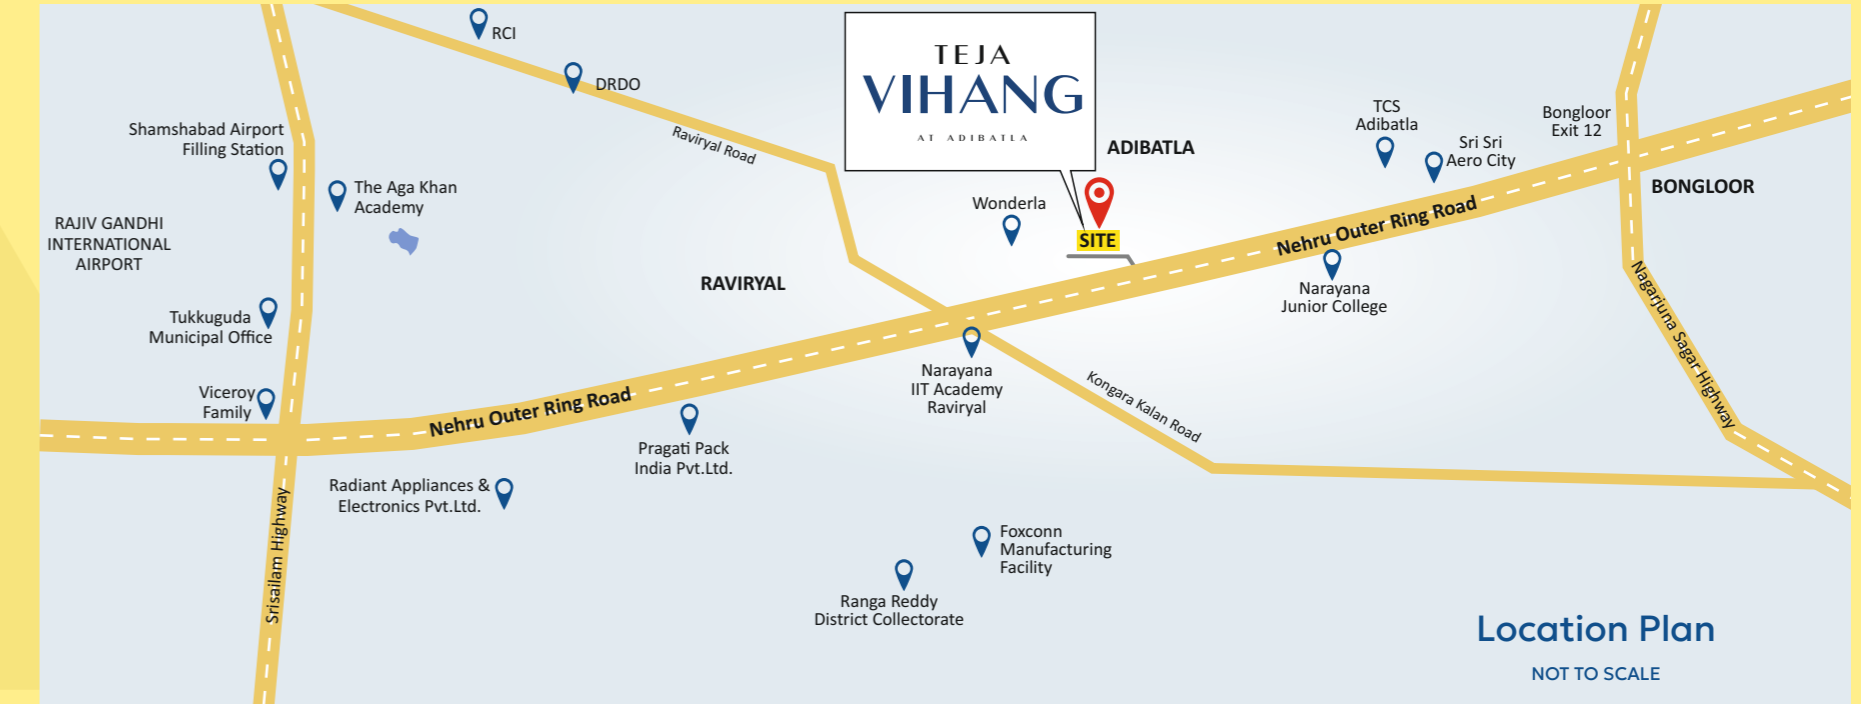 RCI
DRDO
Raviryal Road
TEJA
VIHANG
AT ADIBATLA
ADIBATLA
TCS
Adibatla
Sri Sri
Aero City
Bongloor
Exit 12
BONGLOOR
Shamshabad Airport
Filling Station
The Aga Khan
Academy
RAJIV GANDHI
INTERNATIONAL
AIRPORT
Wonderla
SITE
Nehru Outer Ring Road
RAVIRYAL
Narayana
Junior College
Nagarjuna Sagar Highway
Tukkuguda
Municipal Office
Viceroy
Family
Nehru Outer Ring Road
Narayana
IIT Academy
Raviryal
Kongara Kalan Road
Pragati Pack
India Pvt.Ltd.
Radiant Appliances &
Electronics Pvt.Ltd.
Srisailam Highway
Foxconn
Manufacturing
Facility
Ranga Reddy
District Collectorate
Location Plan
NOT TO SCALE